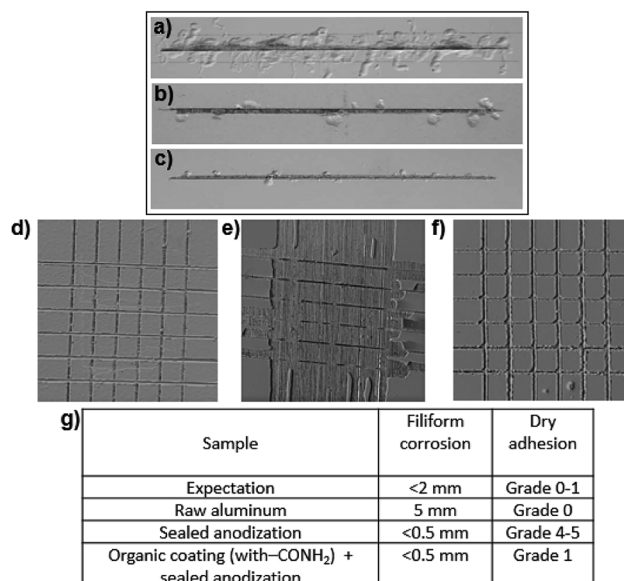 a)
b)
c)
d)
e)
f)
g)
Sample
Filiform
corrosion
Dry
adhesion
Expectation
<2 mm
Grade 0-1
Raw aluminum
5 mm
Grade 0
Sealed anodization
<0.5 mm
Grade 4-5
Organic coating (with–CONH₂) +
sealed anodization
<0.5 mm
Grade 1